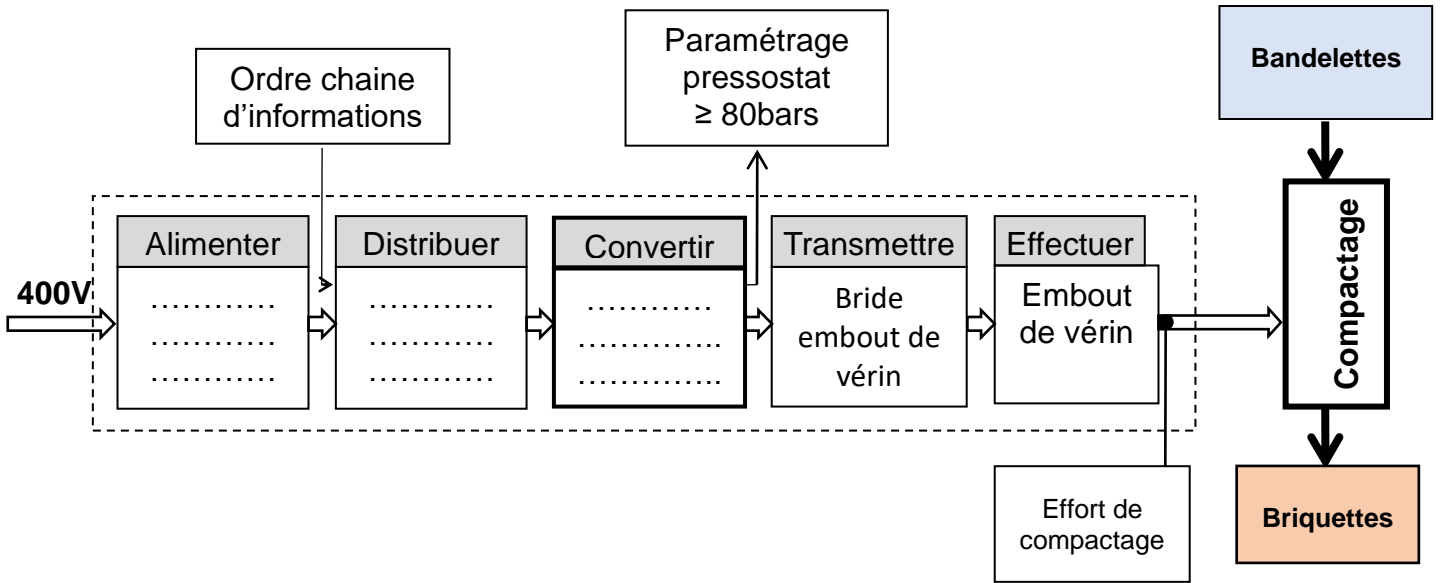 Ordre chaine
d'informations
Paramétrage
pressostat
≥ 80bars
Bandelettes
400V
Alimenter
…………
…………
…………
Distribuer
…………
…………
…………
Convertir
…………
…………..
…………..
Transmettre
Bride
embout de
vérin
Effectuer
Embout
de vérin
Compactage
Effort de
compactage
Briquettes